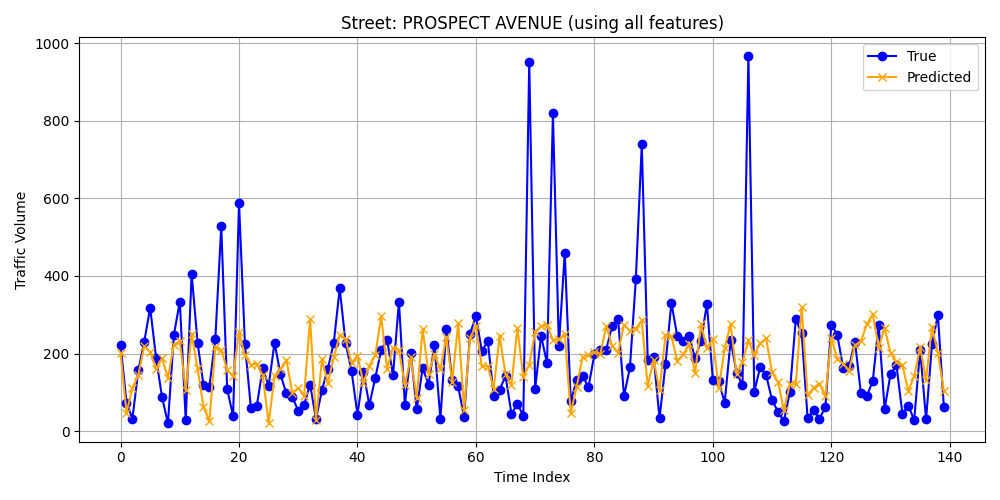 Street: PROSPECT AVENUE (using all features)
True
Predicted
Traffic Volume
1000
800
600
400
200
0
0 20 40 60 80 100 120 140
Time Index